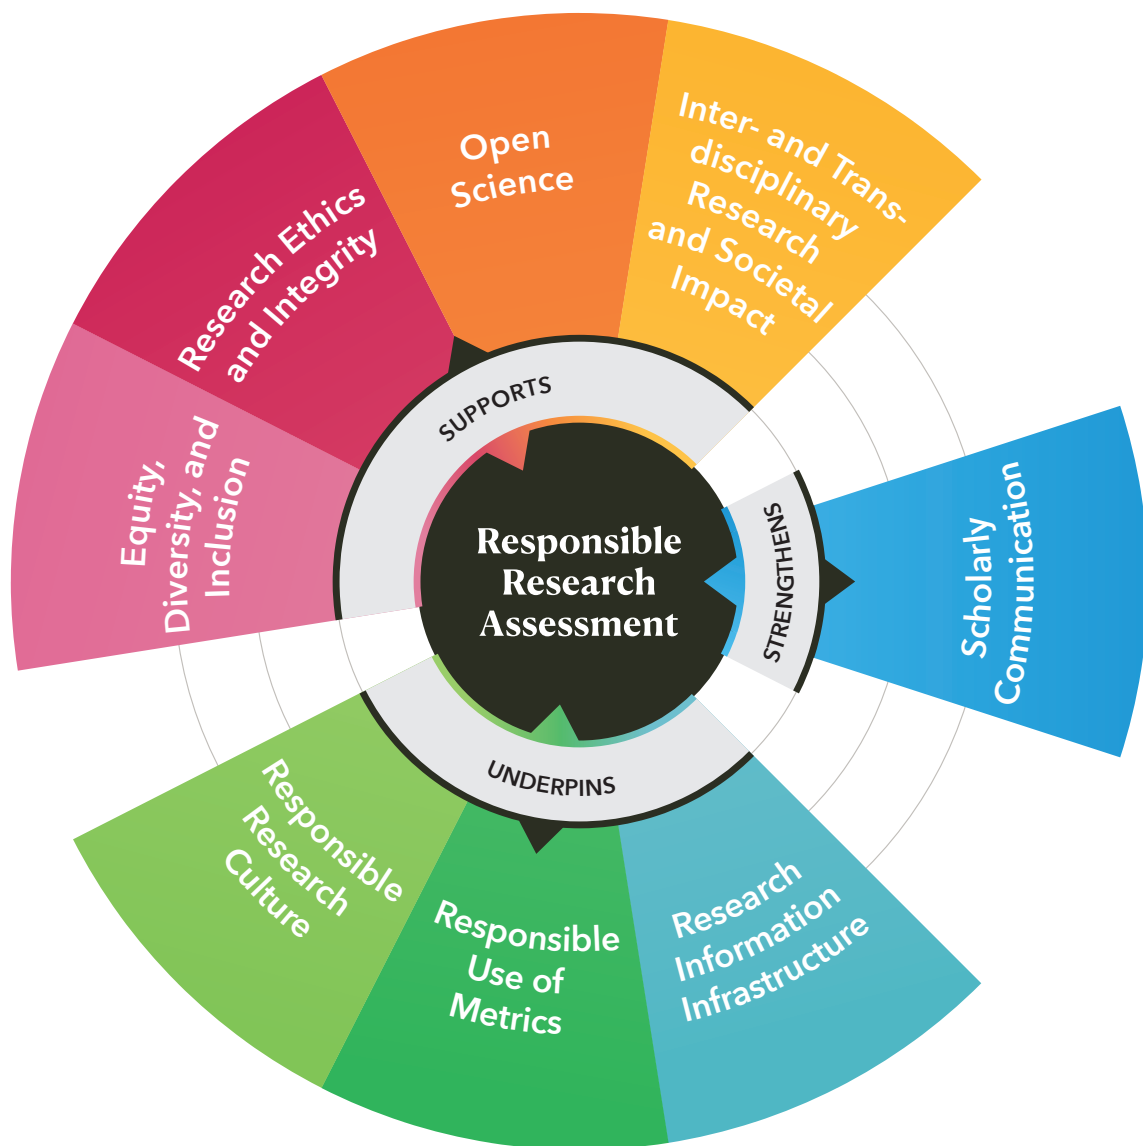 Open
Science
Inter- and Trans-
disciplinary
Research
and Societal
Impact
Research Ethics
and Integrity
Equity,
Diversity, and
Inclusion
SUPPORTS
Responsible
Research
Assessment
STRENGTHENS
Scholarly
Communication
UNDERPINS
Responsible
Research
Culture
Responsible
Use of
Metrics
Research
Information
Infrastructure